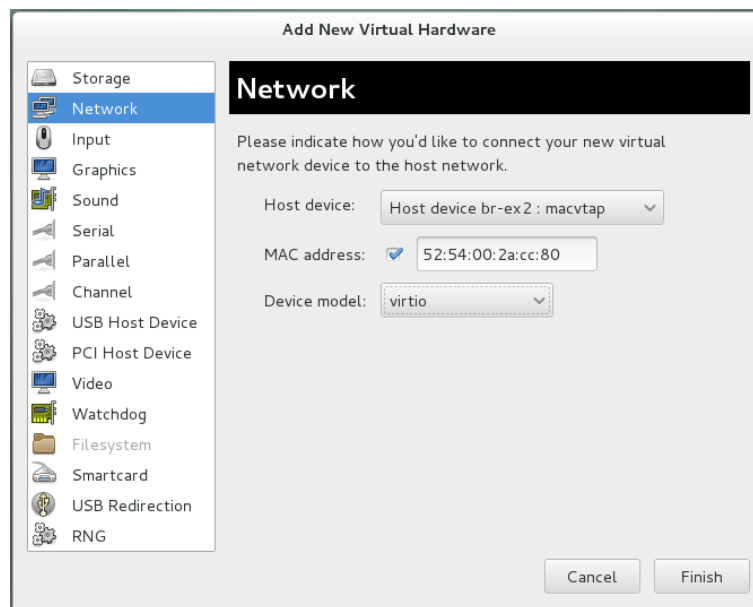 Add New Virtual Hardware
Storage
Network
Input
Graphics
Sound
Serial
Parallel
Channel
USB Host Device
PCI Host Device
Video
Watchdog
Filesystem
Smartcard
USB Redirection
RNG
Network
Please indicate how you'd like to connect your new virtual
network device to the host network.
Host device: Host device br-ex2 : macvtap
MAC address: 52:54:00:2a:cc:80
Device model: virtio
Cancel Finish